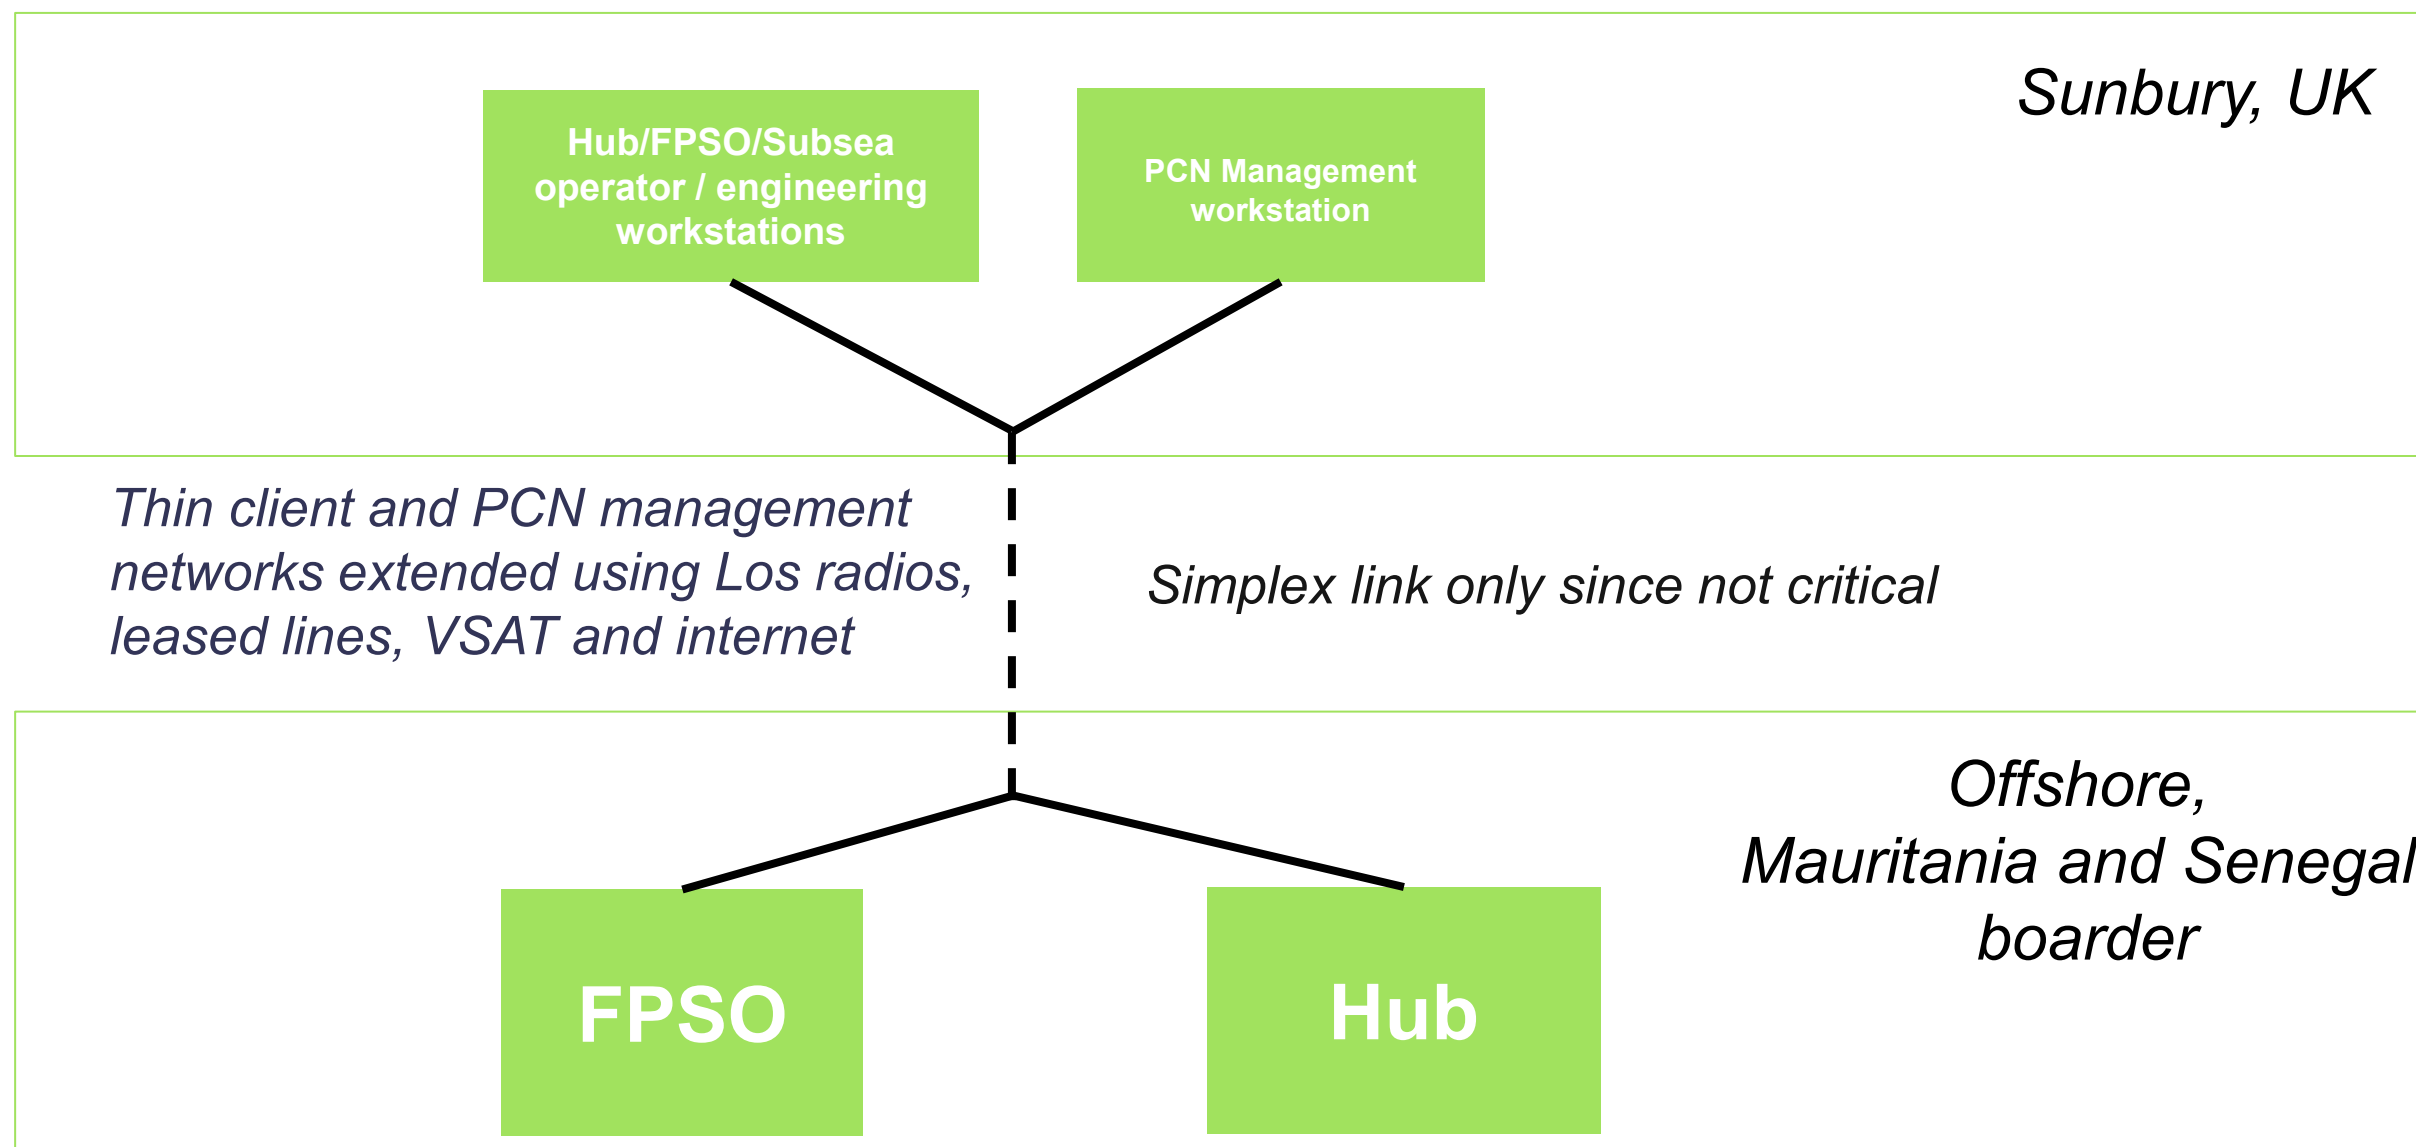 Sunbury, UK
Hub/FPSO/Subsea
operator / engineering
workstations
PCN Management
workstation
Thin client and PCN management
networks extended using Los radios,
leased lines, VSAT and internet
Simplex link only since not critical
Offshore,
Mauritania and Senegal
boarder
FPSO
Hub